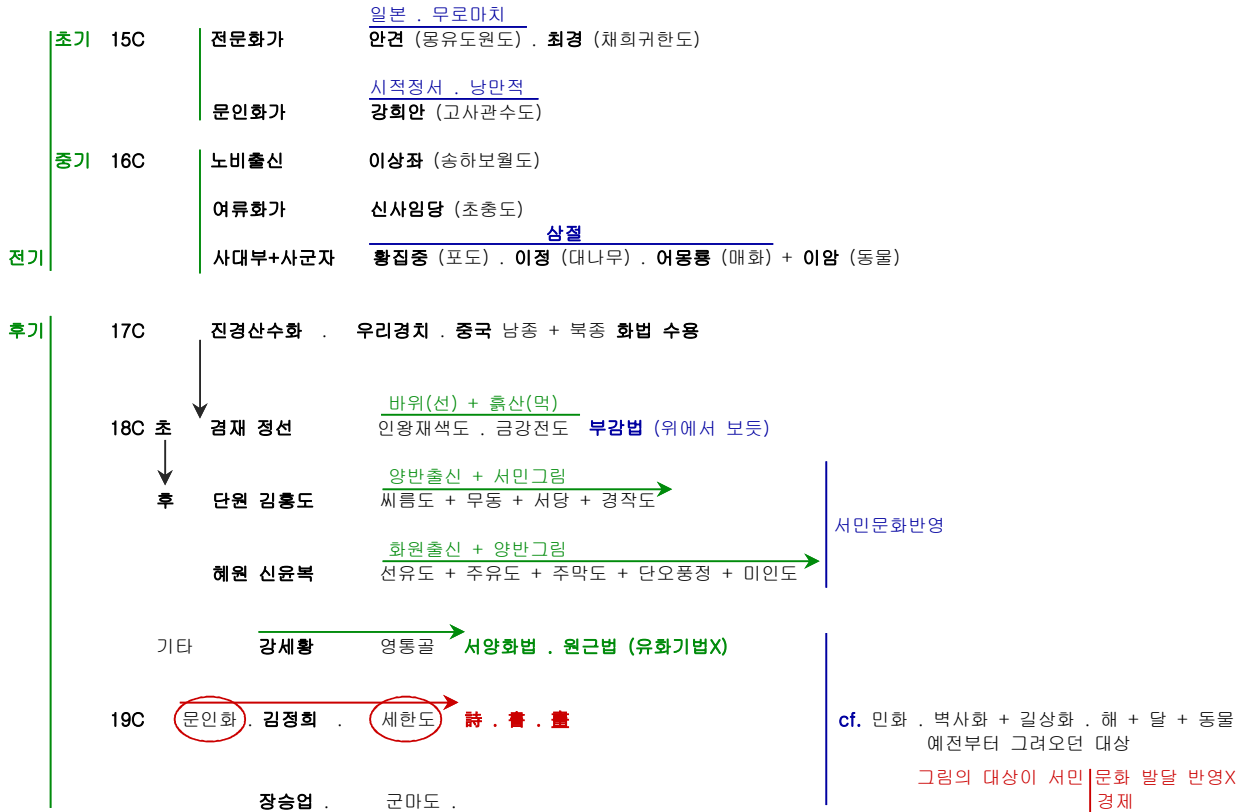 일본 . 무로마치
초기 15C 전문화가 안견 (몽유도원도) . 최경 (채희귀한도)
시적정서 . 낭만적
문인화가 강희안 (고사관수도)
중기 16C 노비출신 이상좌 (송하보월도)
여류화가 신사임당 (초충도)
삼절
전기 사대부+사군자 황집중 (포도) . 이정 (대나무) . 어몽룡 (매화) + 이암 (동물)
후기 17C 진경산수화 . 우리경치 . 중국 남종 + 북종 화법 수용
바위(선) + 흙산(먹)
18C 초 겸재 정선 인왕재색도 . 금강전도 부감법 (위에서 보듯)
양반출신 + 서민그림
후 단원 김홍도 씨름도 + 무동 + 서당 + 경작도
서민문화반영
화원출신 + 양반그림
혜원 신윤복 선유도 + 주유도 + 주막도 + 단오풍정 + 미인도
기타 강세황 영통골 서양화법 . 원근법 (유화기법X)
19C 문인화 . 김정희 . 세한도 詩 . 書 . 畫 cf. 민화 . 벽사화 + 길상화 . 해 + 달 + 동물
예전부터 그려오던 대상
그림의 대상이 서민 문화 발달 반영X
장승업 . 군마도 . 경제